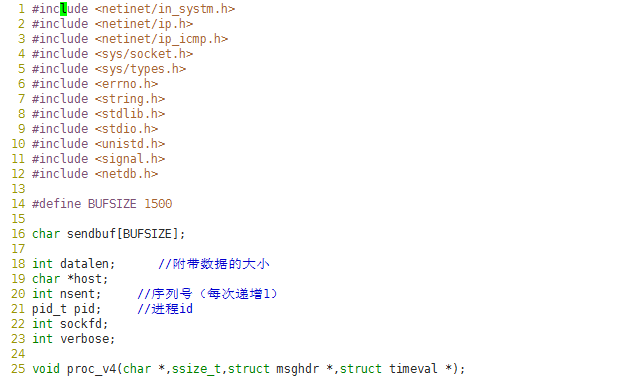 1 #include <netinet/in_systm.h>
2 #include <netinet/ip.h>
3 #include <netinet/ip_icmp.h>
4 #include <sys/socket.h>
5 #include <sys/types.h>
6 #include <errno.h>
7 #include <string.h>
8 #include <stdlib.h>
9 #include <stdio.h>
10 #include <unistd.h>
11 #include <signal.h>
12 #include <netdb.h>
13
14 #define BUFSIZE 1500
15
16 char sendbuf[BUFSIZE];
17
18 int datalen;      //附带数据的大小
19 char *host;
20 int nsent;     //序列号（每次递增1）
21 pid_t pid;     //进程id
22 int sockfd;
23 int verbose;
24
25 void proc_v4(char *,ssize_t,struct msghdr *,struct timeval *);